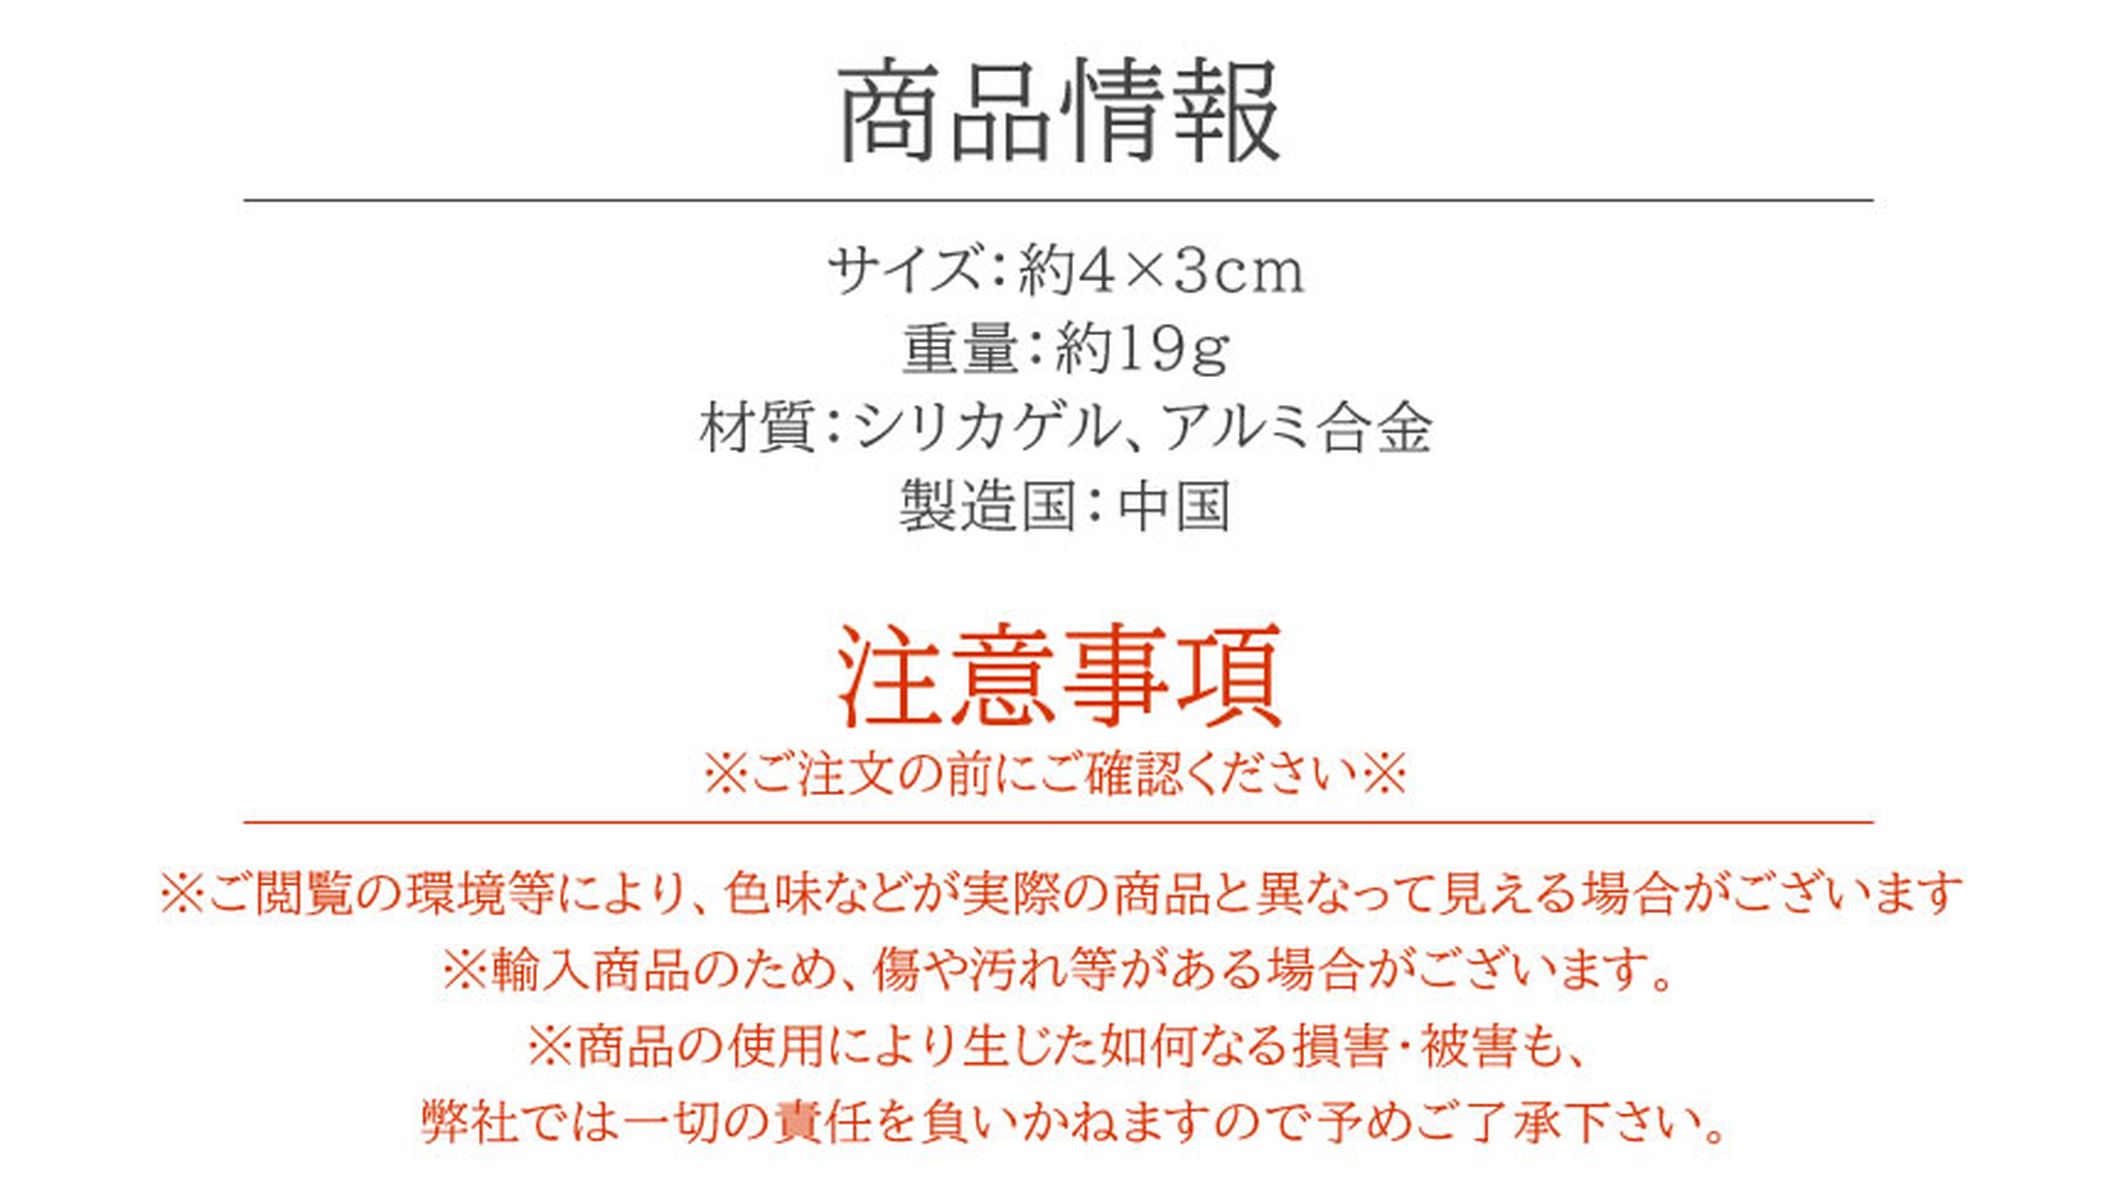 商品情報
サイズ：約4×3cm
重量：約19g
材質：シリカゲル、アルミ合金
製造国：中国
注意事項
※ご注文の前にご確認ください※
※ご閲覧の環境等により、色味などが実際の商品と異なって見える場合がございます
※輸入商品のため、傷や汚れ等がある場合がございます。
※商品の使用により生じた如何なる損害・被害も、
弊社では一切の責任を負いかねますので予めご了承下さい。